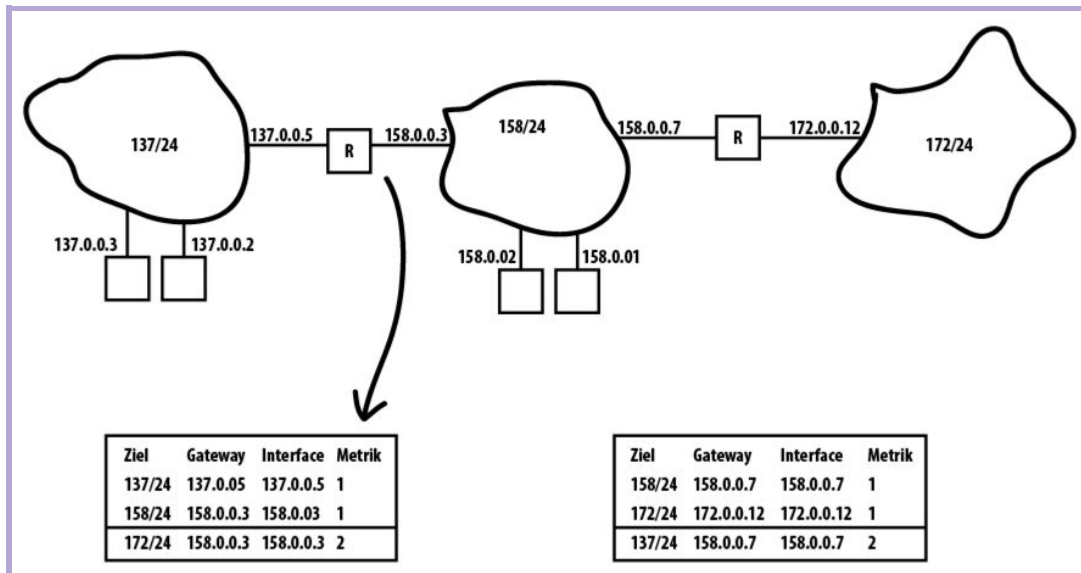 137/24
137.0.0.5
R
158.0.0.3
158/24
158.0.0.7
R
172.0.0.12
172/24
137.0.0.3
137.0.0.2
158.0.02
158.0.01
Ziel Gateway Interface Metrik
137/24 137.0.05 137.0.0.5 1
158/24 158.0.0.3 158.0.03 1
172/24 158.0.0.3 158.0.0.3 2
Ziel Gateway Interface Metrik
158/24 158.0.0.7 158.0.0.7 1
172/24 172.0.0.12 172.0.0.12 1
137/24 158.0.0.7 158.0.0.7 2